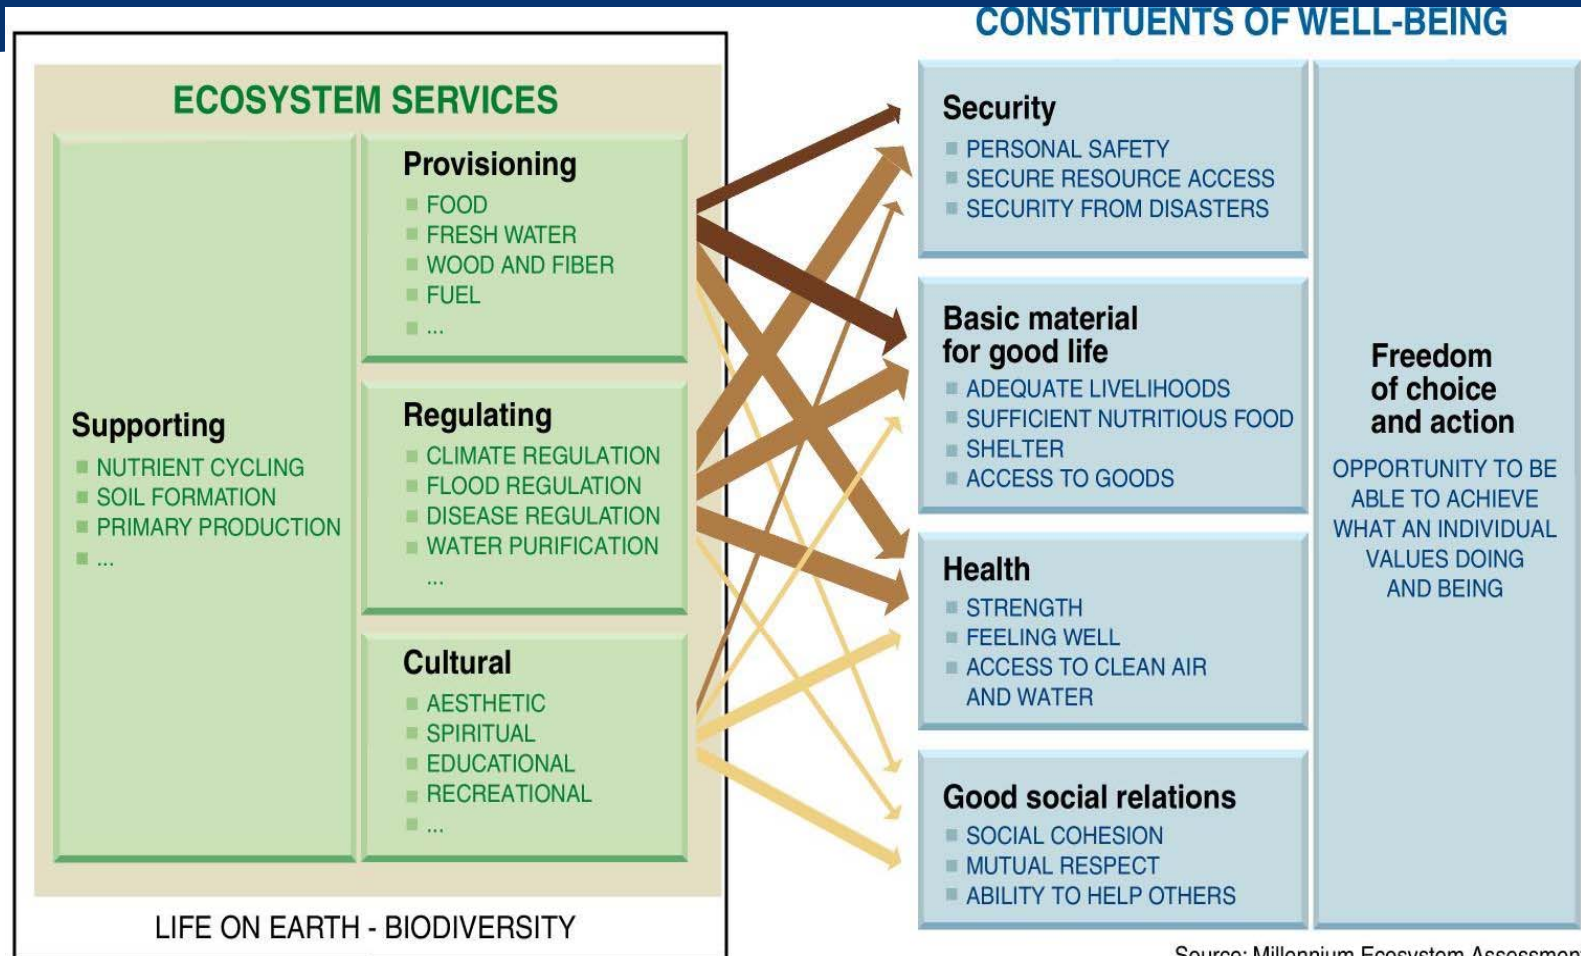 CONSTITUENTS OF WELL-BEING
ECOSYSTEM SERVICES
Supporting
NUTRIENT CYCLING
SOIL FORMATION
PRIMARY PRODUCTION
...
Provisioning
FOOD
FRESH WATER
WOOD AND FIBER
FUEL
...
Regulating
CLIMATE REGULATION
FLOOD REGULATION
DISEASE REGULATION
WATER PURIFICATION
...
Cultural
AESTHETIC
SPIRITUAL
EDUCATIONAL
RECREATIONAL
...
LIFE ON EARTH - BIODIVERSITY
Security
PERSONAL SAFETY
SECURE RESOURCE ACCESS
SECURITY FROM DISASTERS
Basic material
for good life
ADEQUATE LIVELIHOODS
SUFFICIENT NUTRITIOUS FOOD
SHELTER
ACCESS TO GOODS
Health
STRENGTH
FEELING WELL
ACCESS TO CLEAN AIR
AND WATER
Good social relations
SOCIAL COHESION
MUTUAL RESPECT
ABILITY TO HELP OTHERS
Freedom
of choice
and action
OPPORTUNITY TO BE
ABLE TO ACHIEVE
WHAT AN INDIVIDUAL
VALUES DOING
AND BEING
Source: Millennium Ecosystem Assessment